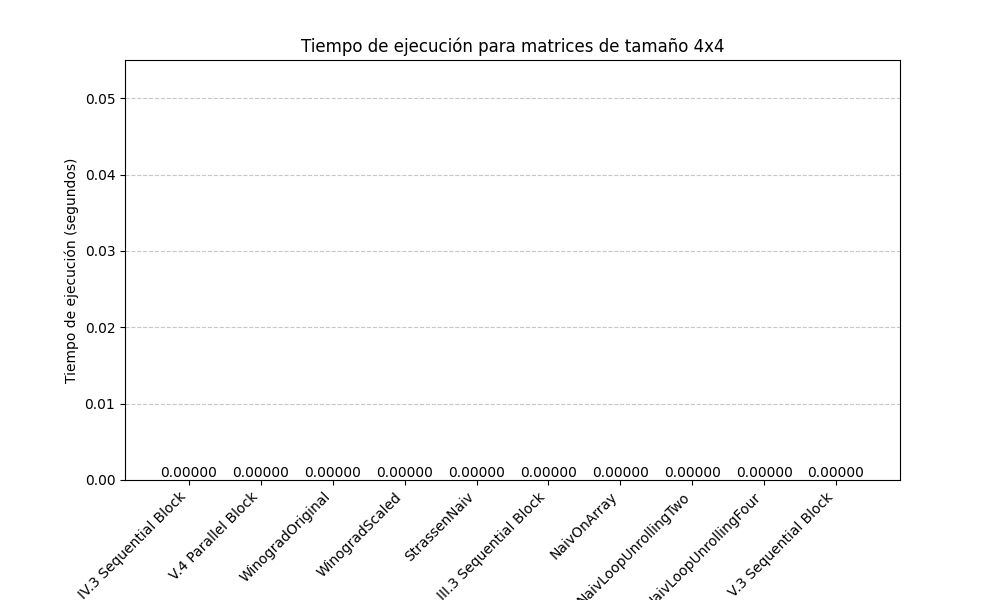 Tiempo de ejecución para matrices de tamaño 4x4
Tiempo de ejecución (segundos)
0.05
0.04
0.03
0.02
0.01
0.00
0.00000 0.00000 0.00000 0.00000 0.00000 0.00000 0.00000 0.00000 0.00000 0.00000
IV.3 Sequential Block
V.4 Parallel Block
WinogradOriginal
WinogradScaled
StrassenNaiv
III.3 Sequential Block
NaivOnArray
NaivLoopUnrollingTwo
NaivLoopUnrollingFour
V.3 Sequential Block